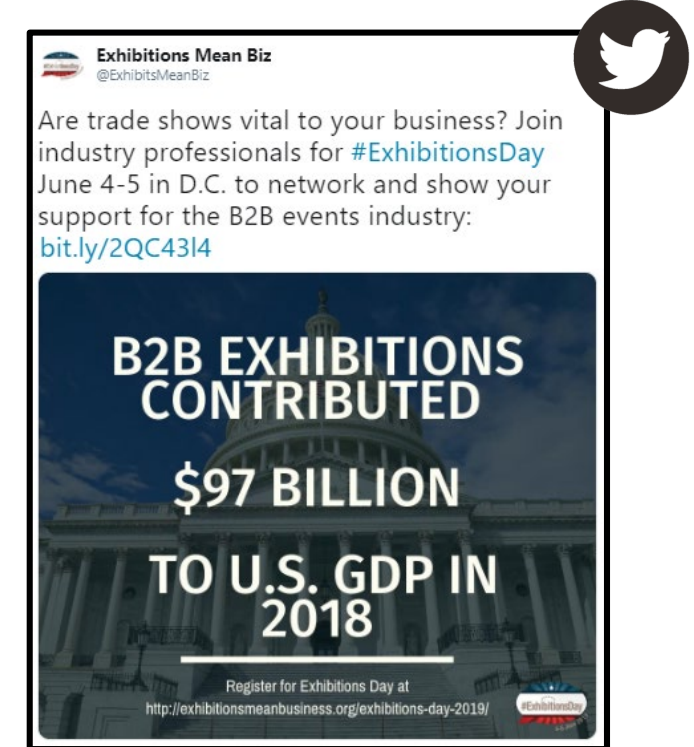 Exhibitions Mean Biz
@ExhibitsMeanBiz
Are trade shows vital to your business? Join
industry professionals for #ExhibitionsDay
June 4-5 in D.C. to network and show your
support for the B2B events industry:
bit.ly/2QC43l4
B2B EXHIBITIONS
CONTRIBUTED
$97 BILLION
TO U.S. GDP IN
2018
Register for Exhibitions Day at
http://exhibitionsmeanbusiness.org/exhibitions-day-2019/
#ExhibitionsDay